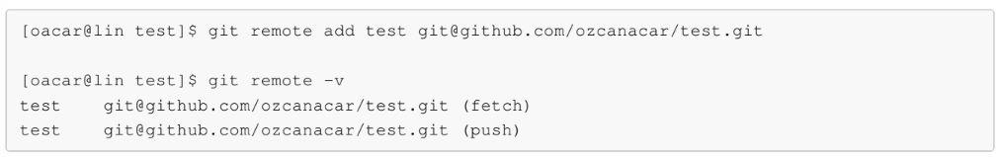 [oacar@lin test]$ git remote add test git@github.com/ozcanacar/test.git
[oacar@lin test]$ git remote -v
test    git@github.com/ozcanacar/test.git (fetch)
test    git@github.com/ozcanacar/test.git (push)